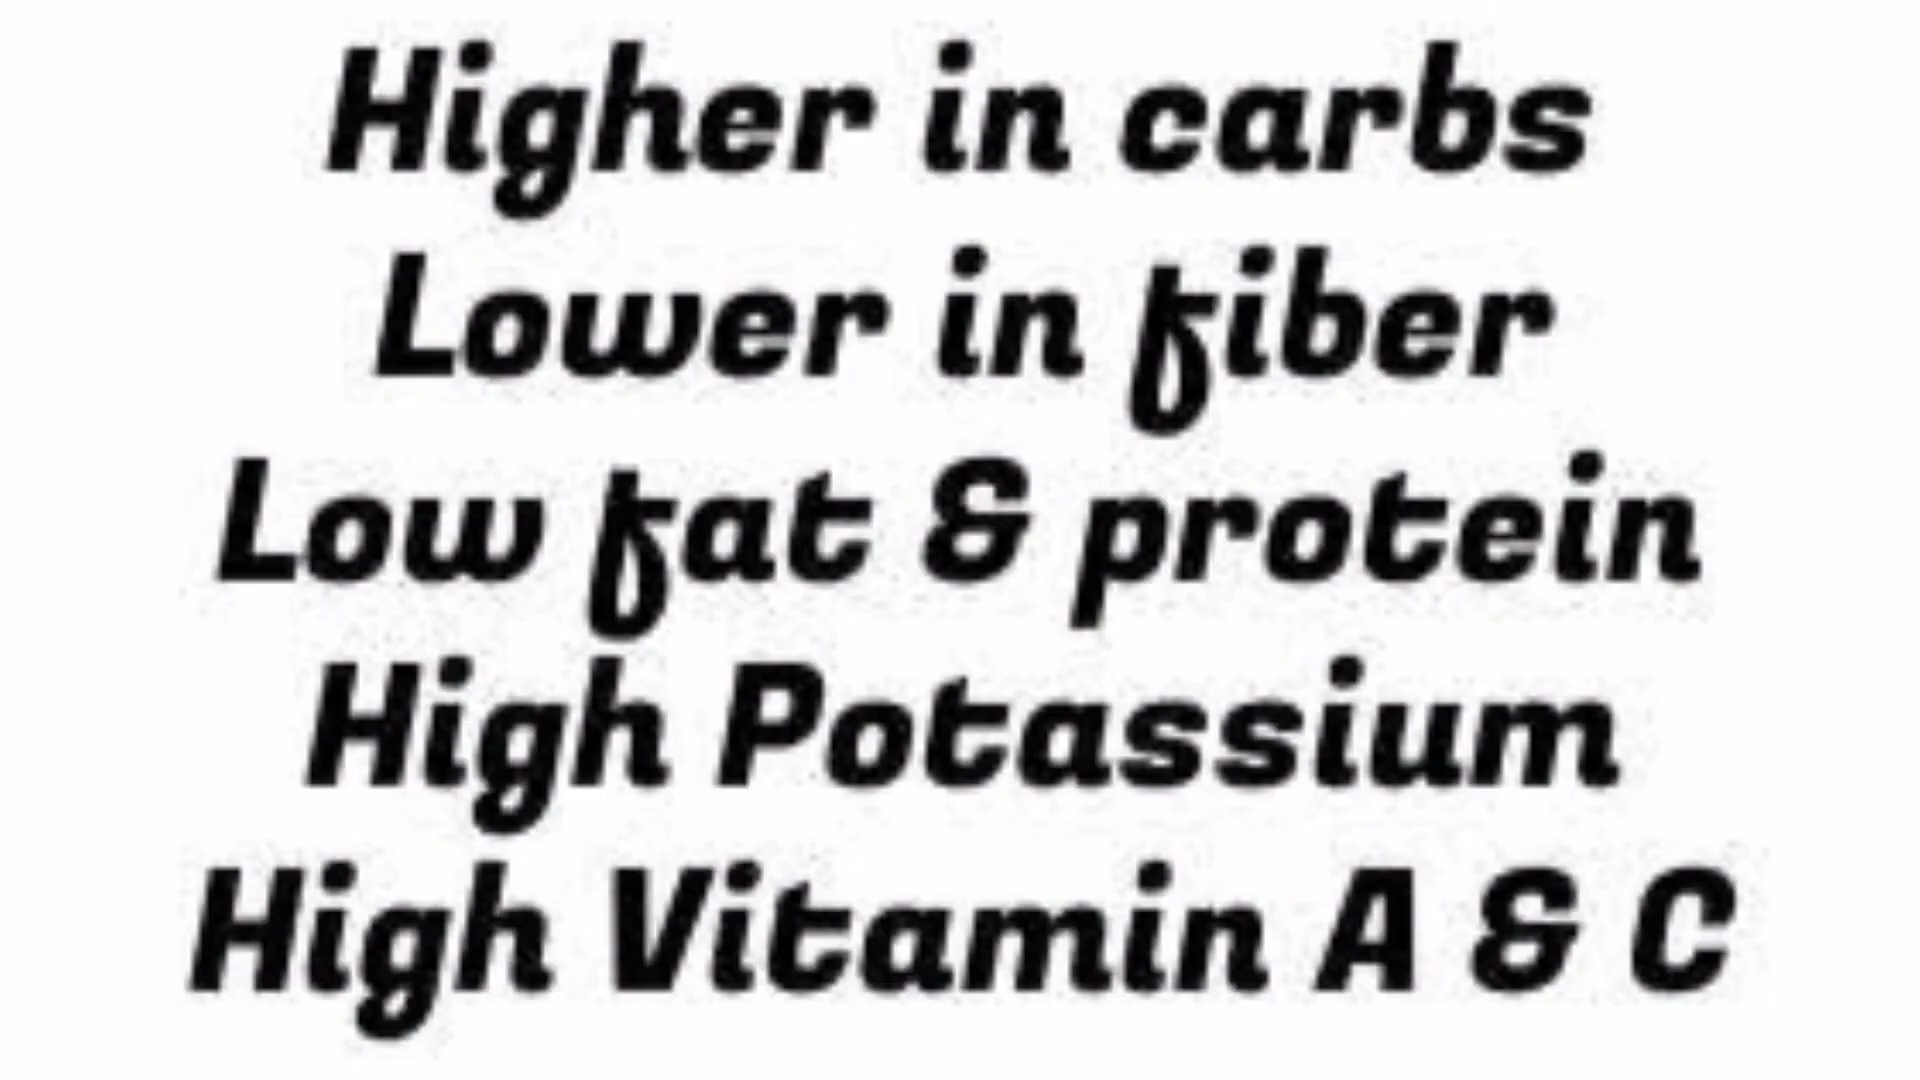 Higher in carbs
Lower in fiber
Low fat & protein
High Potassium
High Vitamin A & C